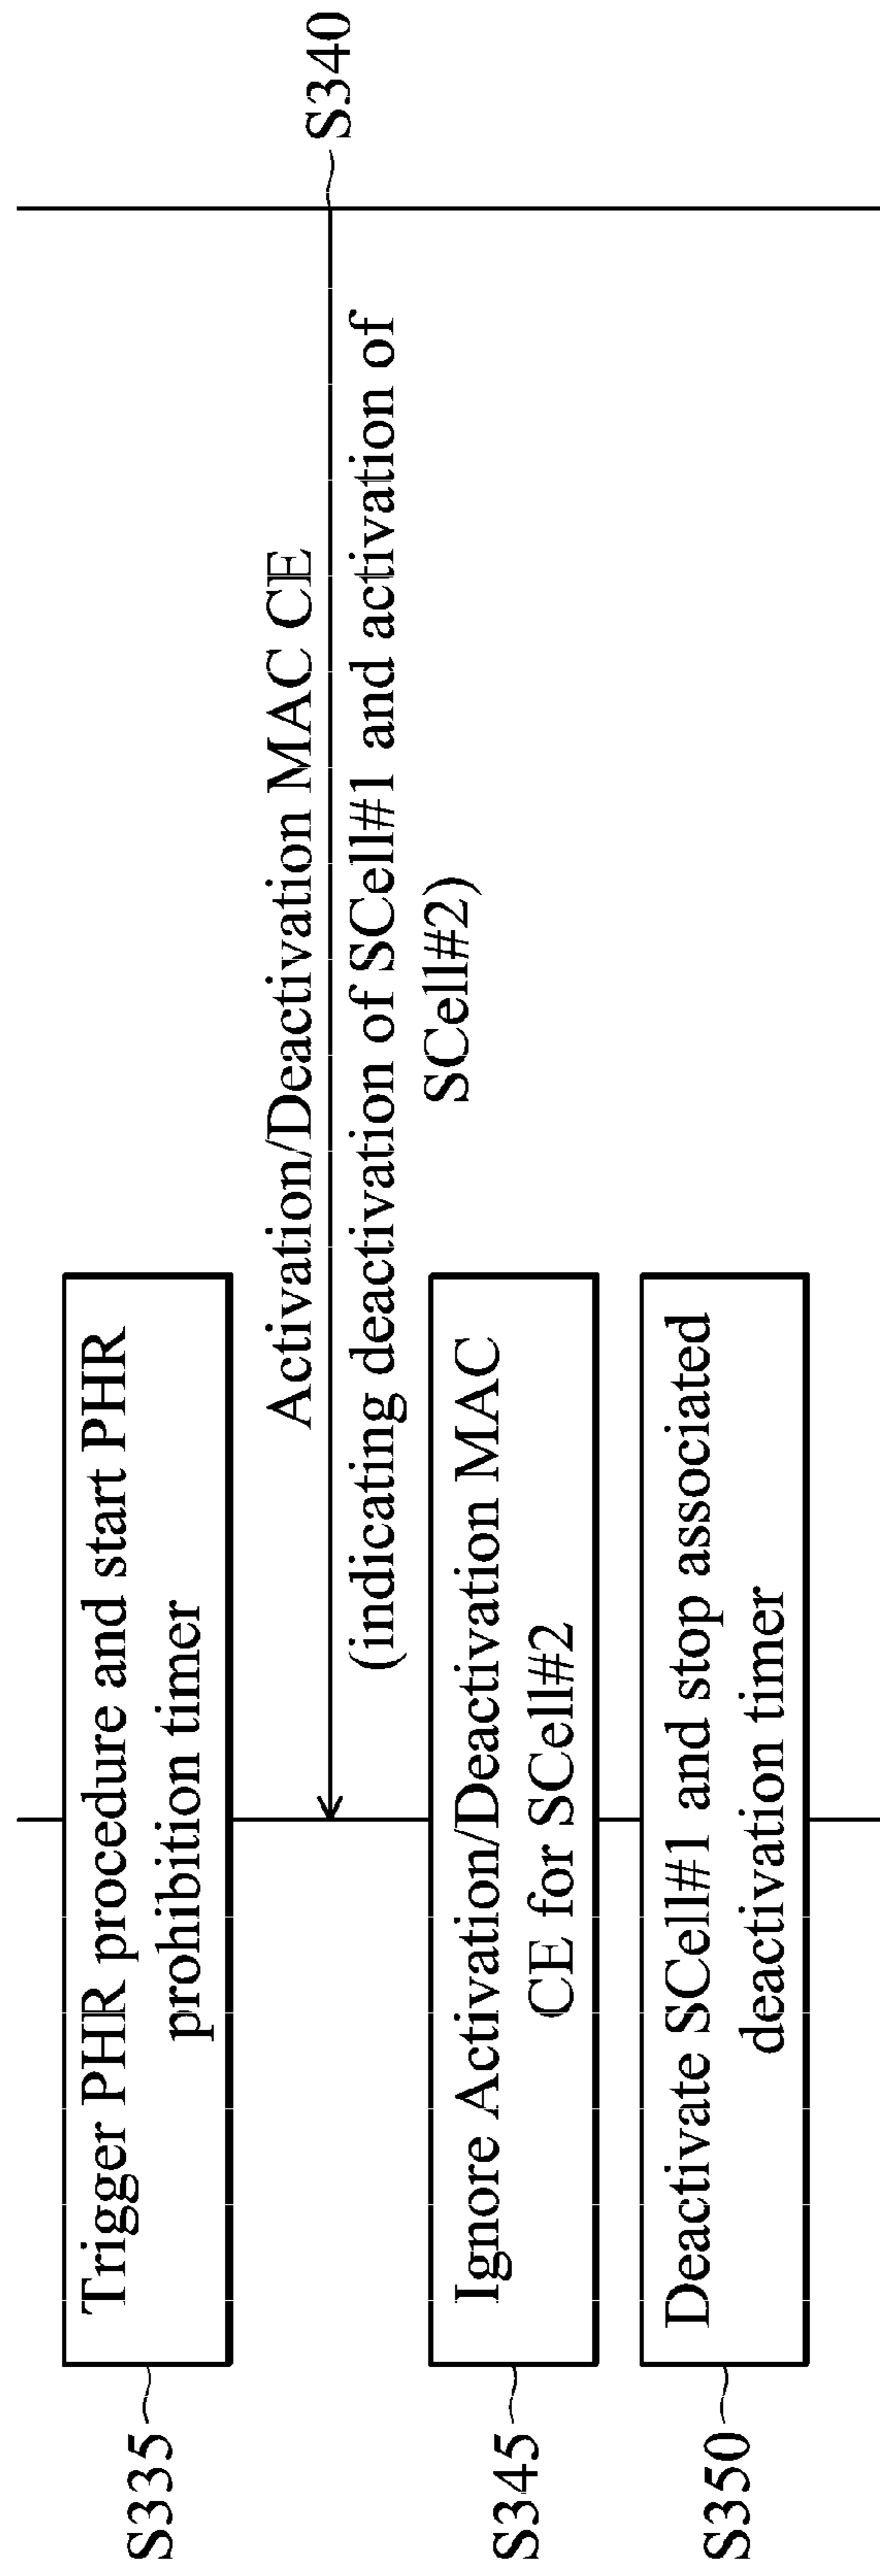 S335
Trigger PHR procedure and start PHR
prohibition timer
Activation/Deactivation MAC CE
S340
(indicating deactivation of SCell#1 and activation of
SCell#2)
S345
Ignore Activation/Deactivation MAC
CE for SCell#2
S350
Deactivate SCell#1 and stop associated
deactivation timer